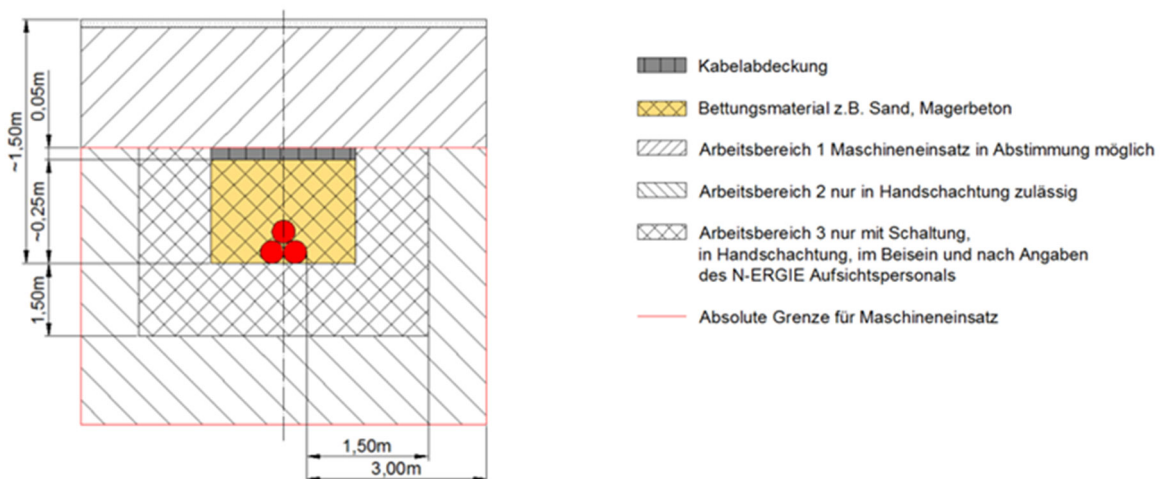 ~1,50m
0,05m
~0,25m
1,50m
1,50m
3,00m
Kabelabdeckung
Bettungsmaterial z.B. Sand, Magerbeton
Arbeitsbereich 1 Maschineneinsatz in Abstimmung möglich
Arbeitsbereich 2 nur in Handschachtung zulässig
Arbeitsbereich 3 nur mit Schaltung,
in Handschachtung, im Beisein und nach Angaben
des N-ERGIE Aufsichtspersonals
Absolute Grenze für Maschineneinsatz